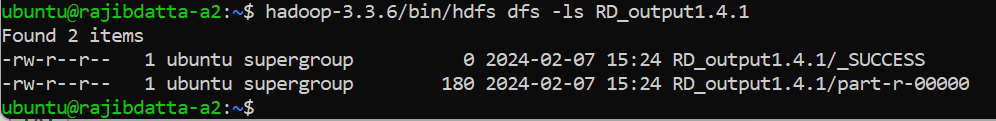 ubuntu@rajibdatta-a2:~$ hadoop-3.3.6/bin/hdfs dfs -ls RD_output1.4.1
Found 2 items
-rw-r--r--   1 ubuntu supergroup          0 2024-02-07 15:24 RD_output1.4.1/_SUCCESS
-rw-r--r--   1 ubuntu supergroup        180 2024-02-07 15:24 RD_output1.4.1/part-r-00000
ubuntu@rajibdatta-a2:~$